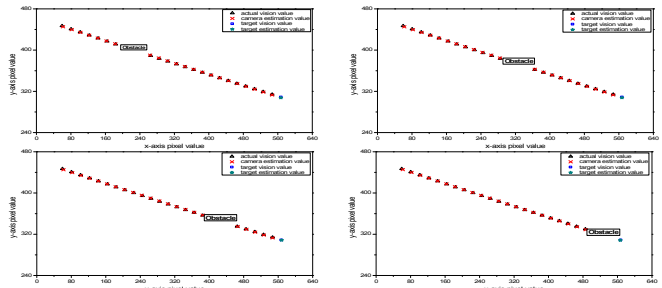 480
400
320
240
y-axis pixel value
actual vision value
camera estimation value
target vision value
target estimation value
Obstacle
0 80 160 240 320 400 480 560 640
x-axis pixel value
480
400
320
240
y-axis pixel value
actual vision value
camera estimation value
target vision value
target estimation value
Obstacle
0 80 160 240 320 400 480 560 640
x-axis pixel value
480
400
320
240
y-axis pixel value
actual vision value
camera estimation value
target vision value
target estimation value
Obstacle
0 80 160 240 320 400 480 560 640
480
400
320
240
y-axis pixel value
actual vision value
camera estimation value
target vision value
target estimation value
Obstacle
0 80 160 240 320 400 480 560 640